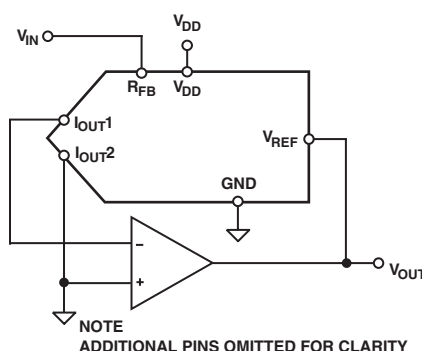 VDD
VIN
RFB
VDD
IOUT1
VREF
IOUT2
GND
–
+
VOUT
NOTE
ADDITIONAL PINS OMITTED FOR CLARITY